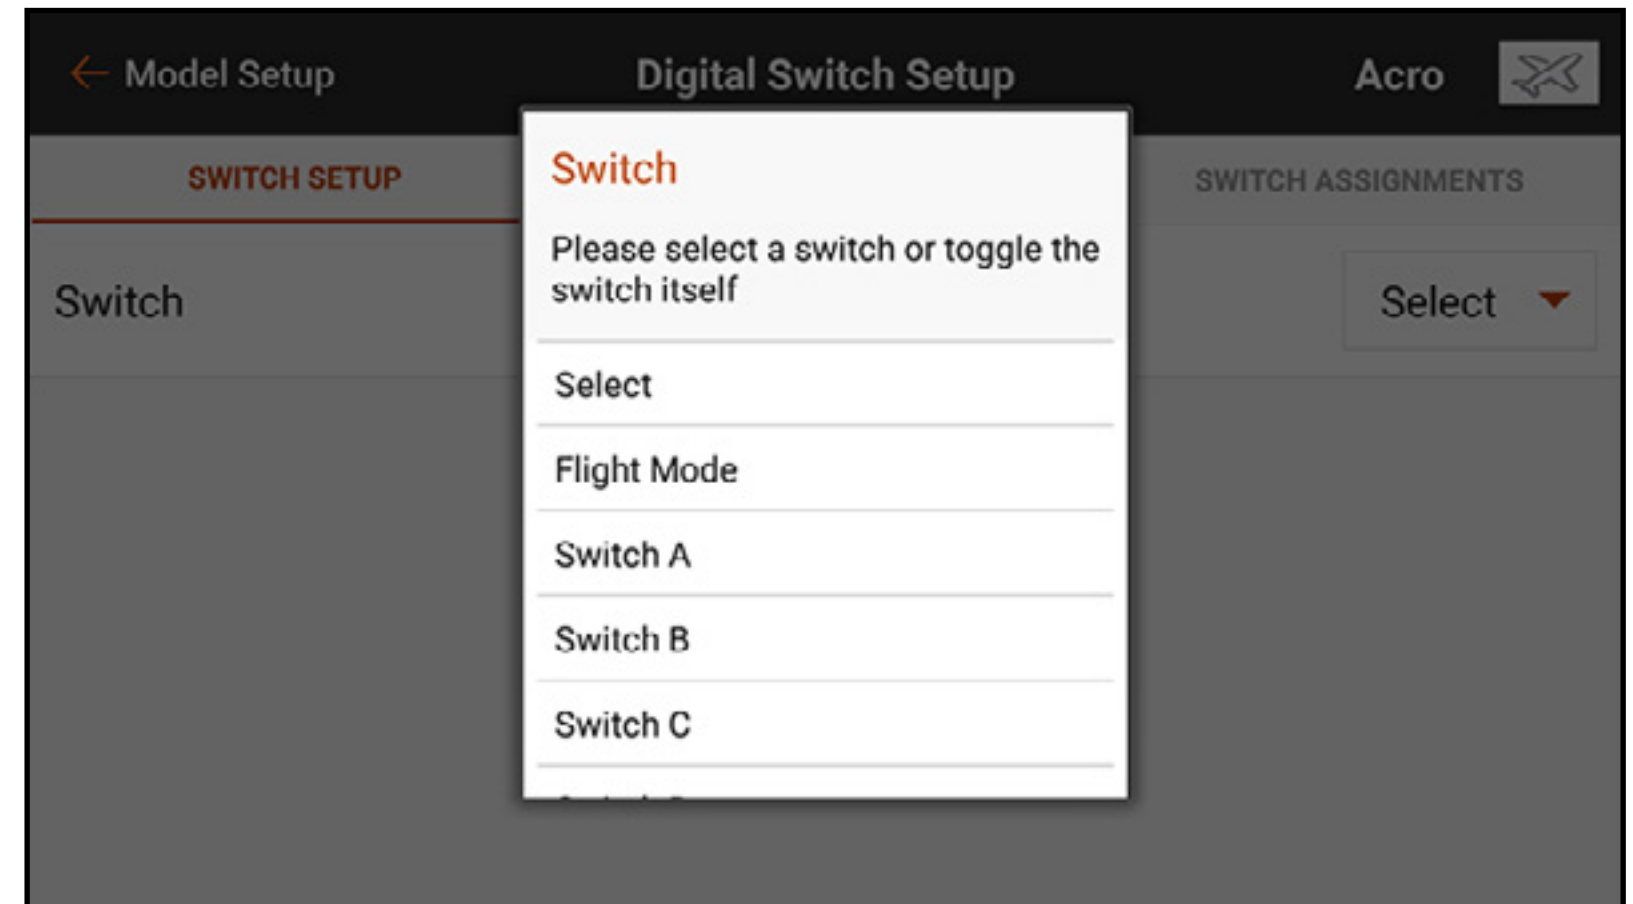 Model Setup
Digital Switch Setup
Acro
SWITCH SETUP
SWITCH ASSIGNMENTS
Switch
Select
Switch
Please select a switch or toggle the
switch itself
Select
Flight Mode
Switch A
Switch B
Switch C